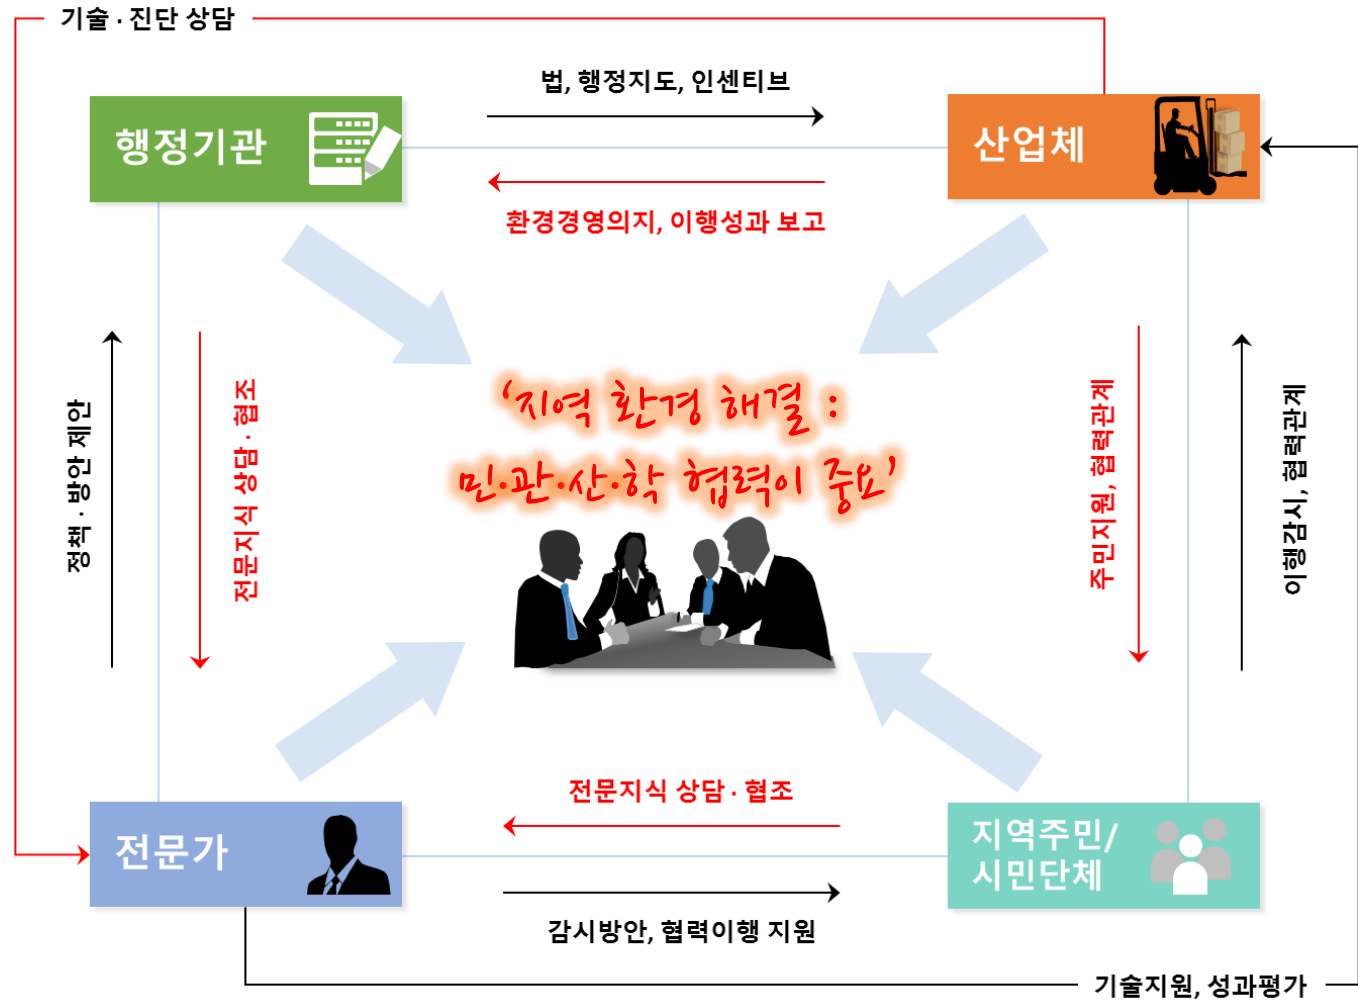 기술 · 진단 상담
법, 행정지도, 인센티브
행정기관
산업체
환경경영의지, 이행성과 보고
정책 · 방안 제안
전문지식 상담 · 협조
‘지역 환경 해결 :
민·관·산·학 협력이 중요’
주민지원, 협력관계
이행감시, 협력관계
전문지식 상담 · 협조
전문가
지역주민/
시민단체
감시방안, 협력이행 지원
기술지원, 성과평가